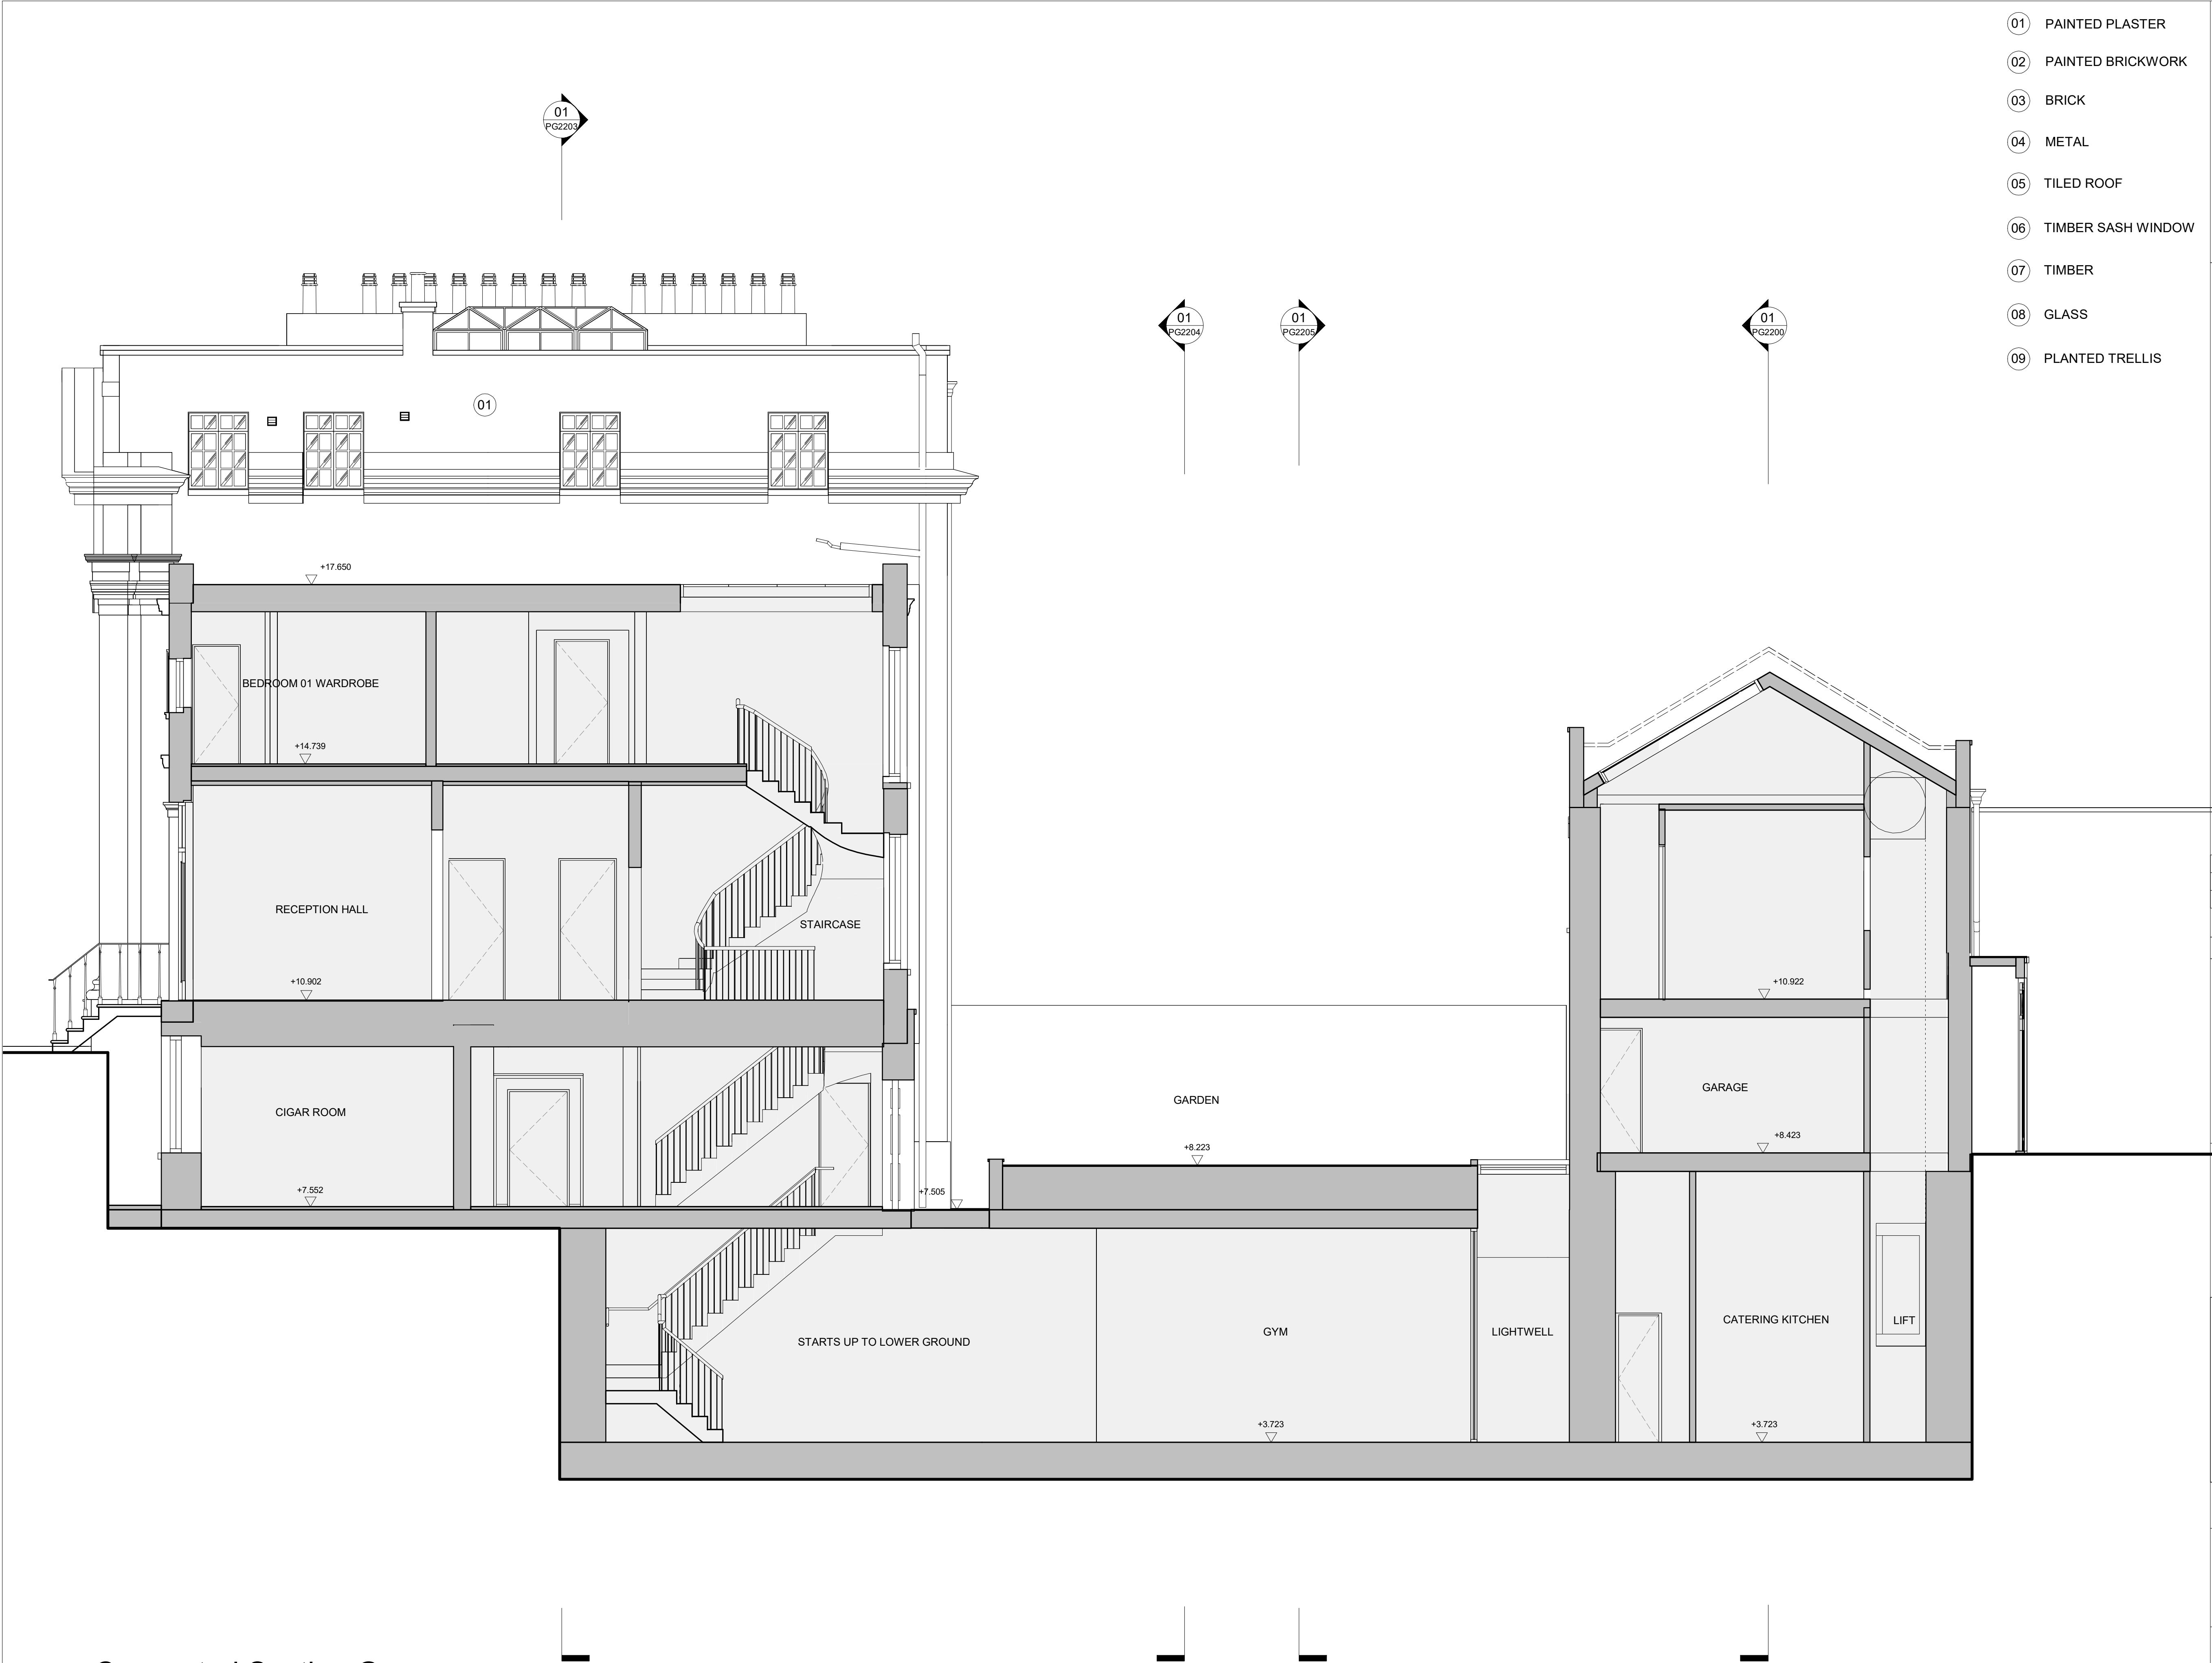 01 PAINTED PLASTER
02 PAINTED BRICKWORK
03 BRICK
04 METAL
05 TILED ROOF
06 TIMBER SASH WINDOW
07 TIMBER
08 GLASS
09 PLANTED TRELLIS
01
PG2203
01
PG2204
01
PG2205
01
PG2200
01
+17.650
BEDROOM 01 WARDROBE
+14.739
RECEPTION HALL
STAIRCASE
+10.902
+10.922
GARAGE
GARDEN
CIGAR ROOM
+8.423
+8.223
+7.552
+7.505
STARTS UP TO LOWER GROUND
GYM
LIGHTWELL
CATERING KITCHEN
LIFT
+3.723
+3.723